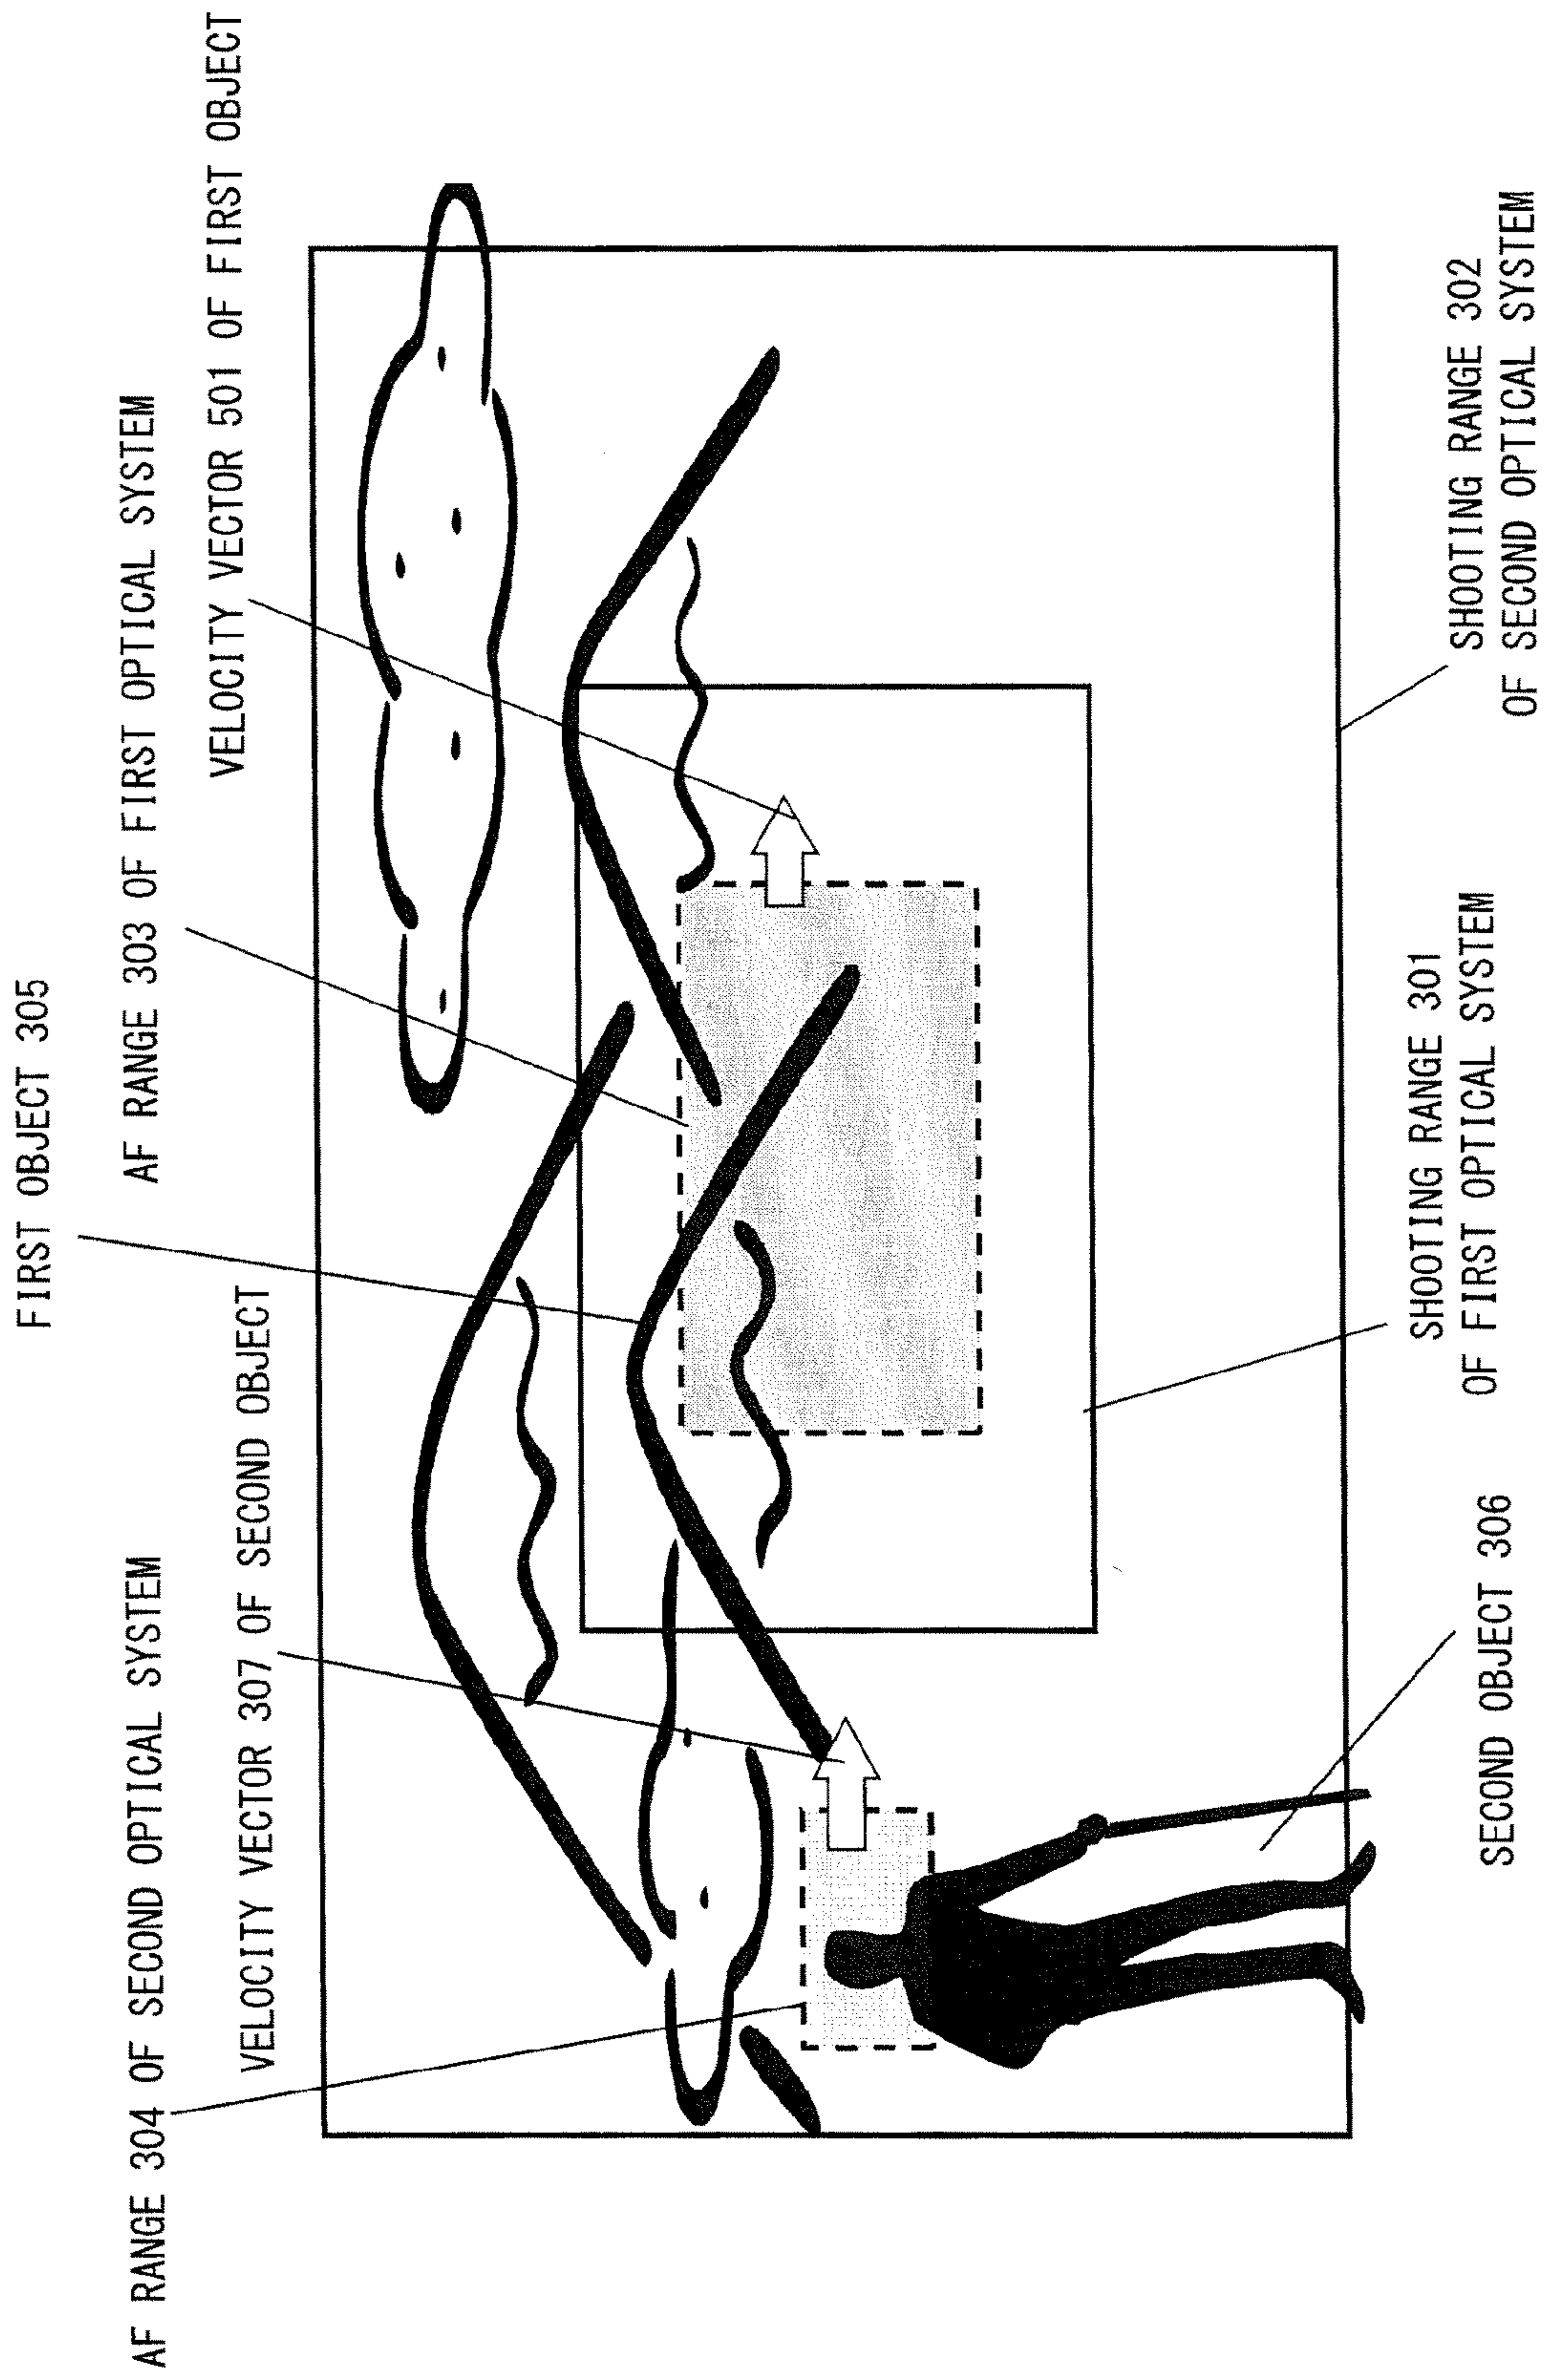 FIRST OBJECT 305
AF RANGE 304 OF SECOND OPTICAL SYSTEM
AF RANGE 303 OF FIRST OPTICAL SYSTEM
VELOCITY VECTOR 307 OF SECOND OBJECT
VELOCITY VECTOR 501 OF FIRST OBJECT
SECOND OBJECT 306
SHOOTING RANGE 301
OF FIRST OPTICAL SYSTEM
SHOOTING RANGE 302
OF SECOND OPTICAL SYSTEM